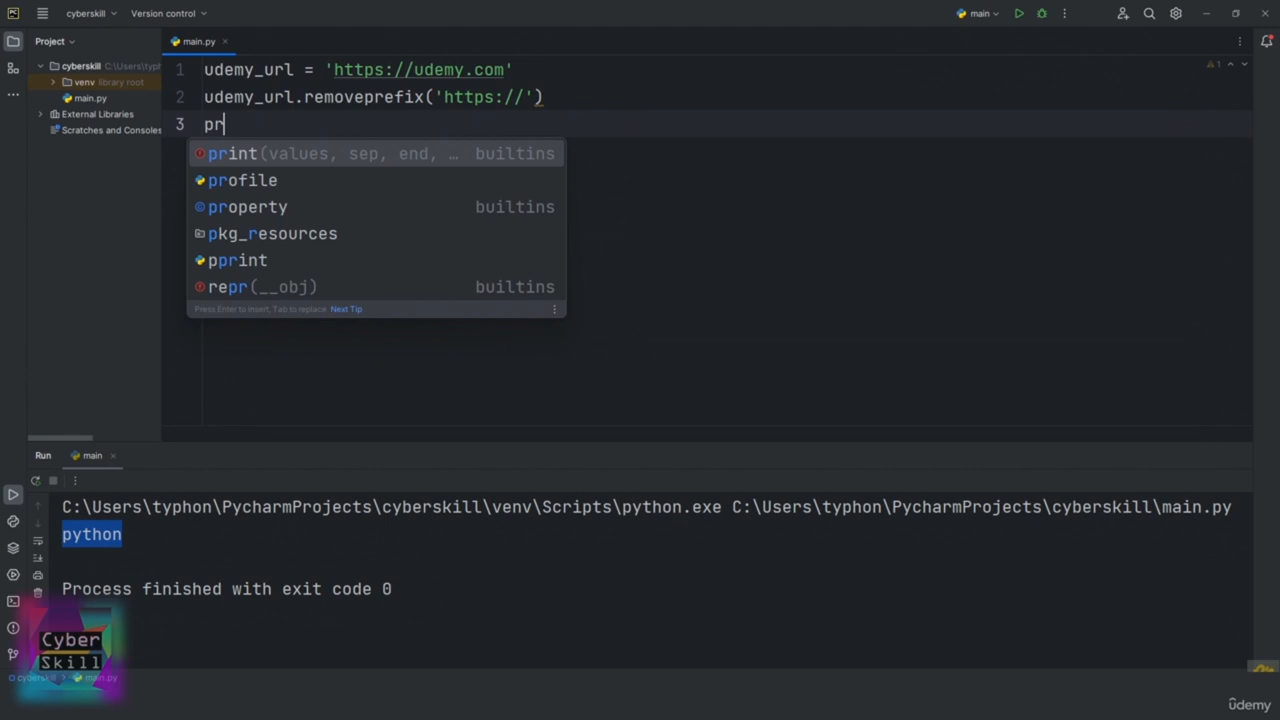 cyberskill
Version control
main
Project
main.py
cyberskill C:\Users\typh
venv library root
main.py
External Libraries
Scratches and Consoles
1 udemy_url = 'https://udemy.com'
2 udemy_url.removeprefix('https://')
3 pr
1
print(values, sep, end, … builtins
profile
property builtins
pkg_resources
pprint
repr(__obj) builtins
Press Enter to insert, Tab to replace Next Tip
Run main
C:\Users\typhon\PycharmProjects\cyberskill\venv\Scripts\python.exe C:\Users\typhon\PycharmProjects\cyberskill\main.py
python
Process finished with exit code 0
Cyber
Skill
cyberskill > main.py
ûdemy